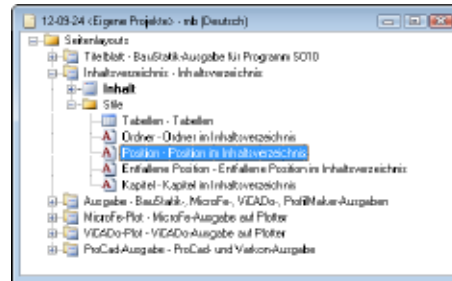 12-09-24 <Eigene Projekte> - mb (Deutsch)
Seitenlayouts
Titelblatt - BauStatik-Ausgabe für Programm S010
Inhaltsverzeichnis - Inhaltsverzeichnis
Inhalt
Stile
Tabellen - Tabellen
Ordner - Ordner im Inhaltsverzeichnis
Position - Position im Inhaltsverzeichnis
Entfallene Position - Entfallene Position im Inhaltsverzeichnis
Kapitel - Kapitel im Inhaltsverzeichnis
Ausgabe - BauStatik-, MicroFe-, ViCADo-, ProfilMaker-Ausgaben
MicroFe-Plot - MicroFe-Ausgabe auf Plotter
ViCADo-Plot - ViCADo-Ausgabe auf Plotter
ProCad-Ausgabe - ProCad- und Varkon-Ausgabe